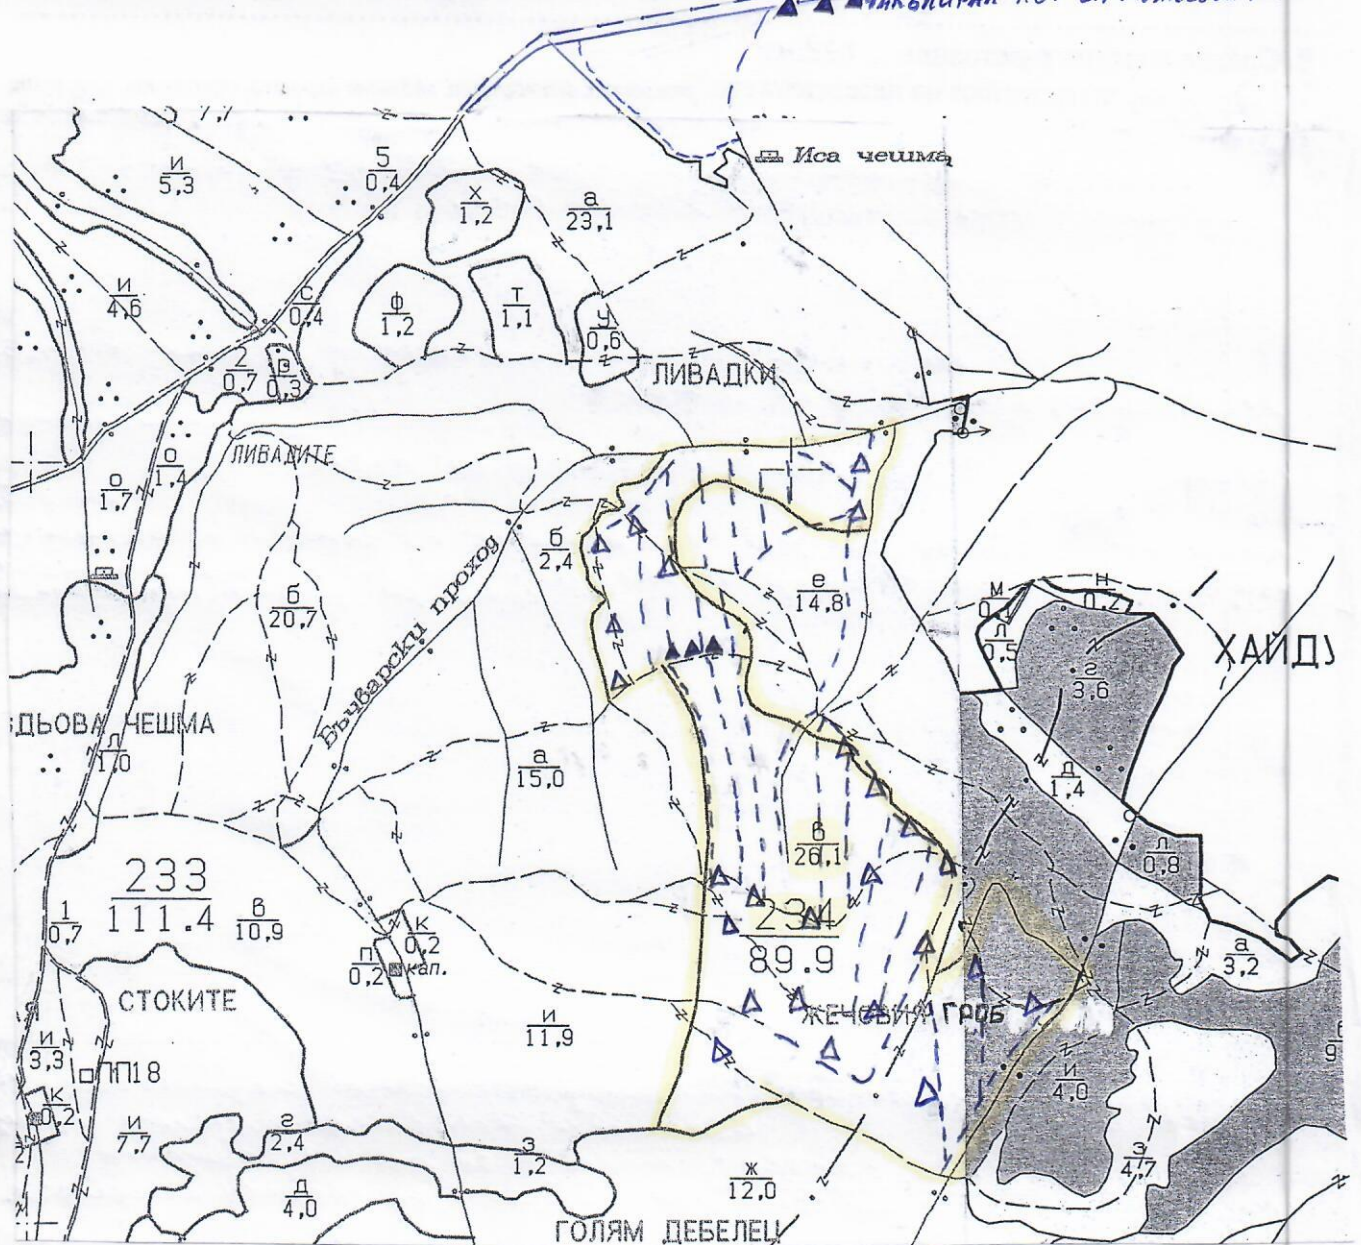 7,7
и
5,3
5
0,4
х
1,2
а
23,1
Иса чешма
и
4,6
с
0,4
ф
1,2
т
1,1
у
0,6
2
0,7
в
0,3
ЛИВАДКИ
ЛИВАДИТЕ
о
1,7
о
1,4
б
2,4
е
14,8
м
н
0,2
б
20,7
Бъчварски проход
л
0,5
г
3,6
ХАЙДУ
ДЬОВА ЧЕШМА
л
1,0
а
15,0
д
1,4
в
26,1
л
0,8
233
111.4
в
10,9
1
0,7
к
0,2
п
0,2
кап.
234
89.9
а
3,2
СТОКИТЕ
и
11,9
ЖЕЧОВИЯ ГРОБ
и
3,3
ПП18
и
4,0
к
0,2
и
7,7
г
2,4
з
1,2
з
4,7
д
4,0
ж
12,0
ГОЛЯМ ДЕБЕЛЕЦ